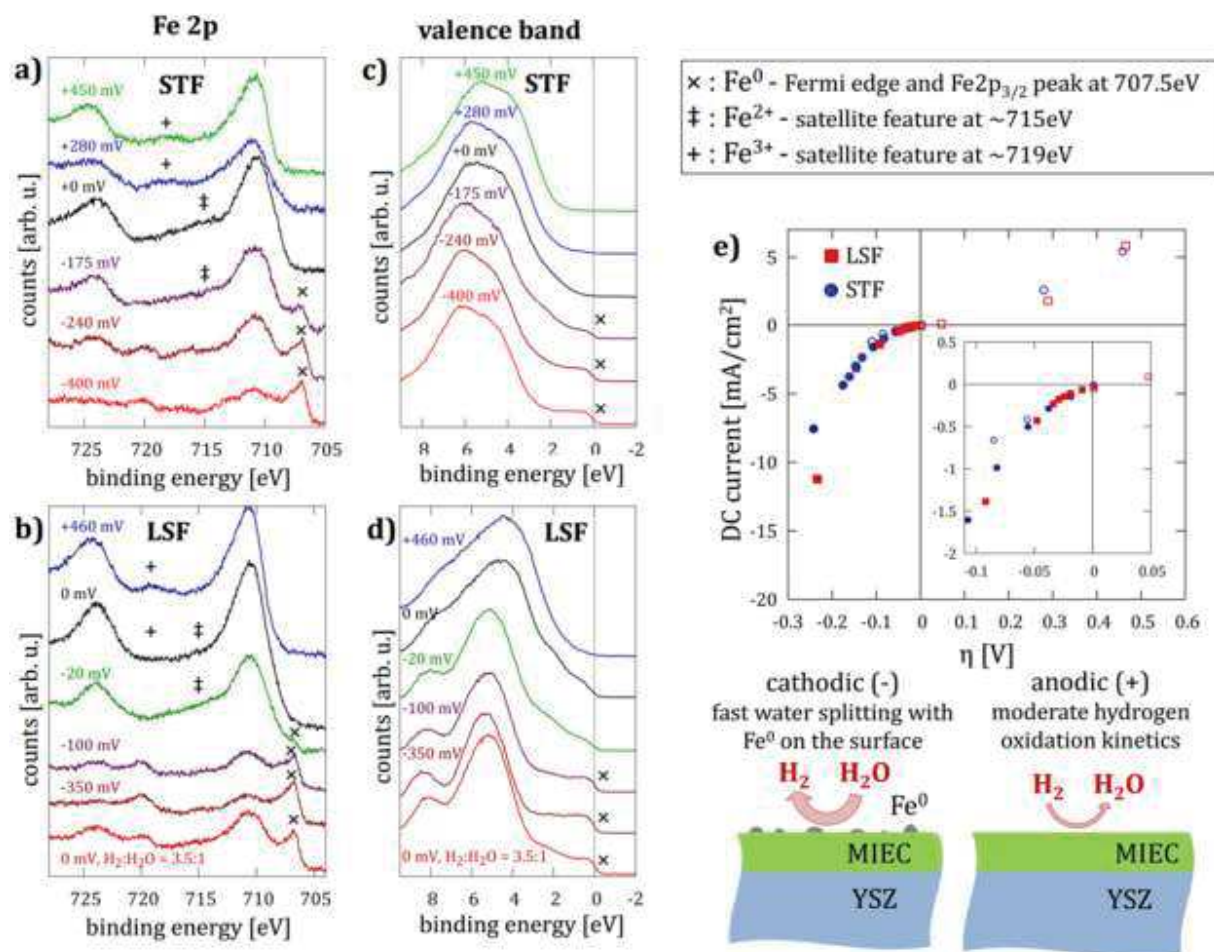 Fe 2p
valence band
a)
STF
+450 mV
+
+280 mV
+
+0 mV
‡
-175 mV
‡
×
-240 mV
×
-400 mV
×
counts [arb. u.]
725 720 715 710 705
binding energy [eV]
c)
STF
+450 mV
+280 mV
+0 mV
-175 mV
-240 mV
×
-400 mV
×
×
counts [arb. u.]
8 6 4 2 0 -2
binding energy [eV]
× : Fe⁰ - Fermi edge and Fe2p₃/₂ peak at 707.5eV
‡ : Fe²⁺ - satellite feature at ~715eV
+ : Fe³⁺ - satellite feature at ~719eV
b)
LSF
+460 mV
+
0 mV
+ ‡
-20 mV
‡
×
-100 mV
×
-350 mV
×
0 mV, H₂:H₂O = 3.5:1
counts [arb. u.]
725 720 715 710 705
binding energy [eV]
d)
LSF
+460 mV
0 mV
-20 mV
-100 mV
×
-350 mV
×
0 mV, H₂:H₂O = 3.5:1
×
counts [arb. u.]
8 6 4 2 0 -2
binding energy [eV]
e)
LSF
STF
5
0
-5
-10
-15
-20
DC current [mA/cm²]
-0.3 -0.2 -0.1 0 0.1 0.2 0.3 0.4 0.5 0.6
η [V]
0.5
0
-0.5
-1
-1.5
-2
-0.1 -0.05 0 0.05
cathodic (-)
fast water splitting with
Fe⁰ on the surface
H₂ H₂O
Fe⁰
MIEC
YSZ
anodic (+)
moderate hydrogen
oxidation kinetics
H₂ H₂O
MIEC
YSZ